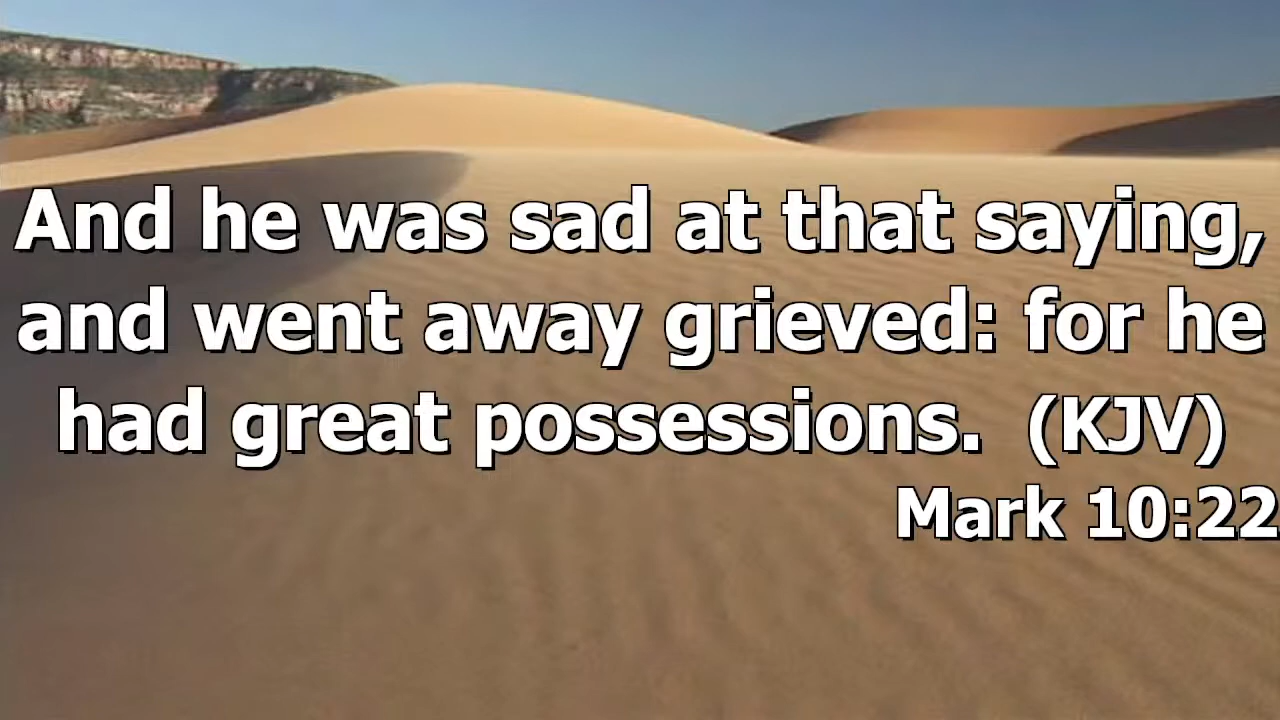 And he was sad at that saying,
and went away grieved: for he
had great possessions.  (KJV)
Mark 10:22